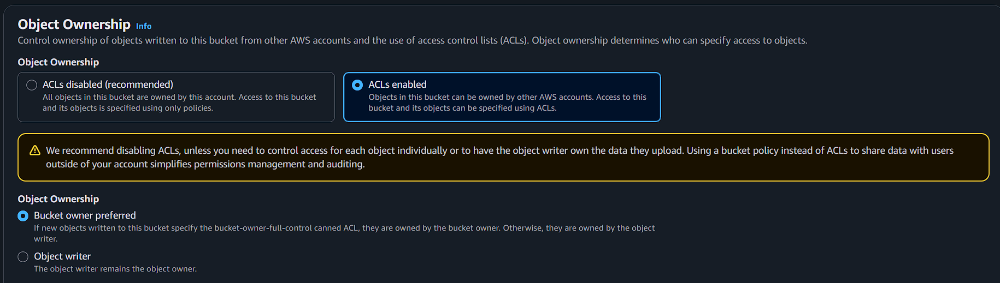 Object Ownership Info
Control ownership of objects written to this bucket from other AWS accounts and the use of access control lists (ACLs). Object ownership determines who can specify access to objects.
Object Ownership
ACLs disabled (recommended)
All objects in this bucket are owned by this account. Access to this bucket
and its objects is specified using only policies.
ACLs enabled
Objects in this bucket can be owned by other AWS accounts. Access to this
bucket and its objects can be specified using ACLs.
We recommend disabling ACLs, unless you need to control access for each object individually or to have the object writer own the data they upload. Using a bucket policy instead of ACLs to share data with users
outside of your account simplifies permissions management and auditing.
Object Ownership
Bucket owner preferred
If new objects written to this bucket specify the bucket-owner-full-control canned ACL, they are owned by the bucket owner. Otherwise, they are owned by the object
writer.
Object writer
The object writer remains the object owner.